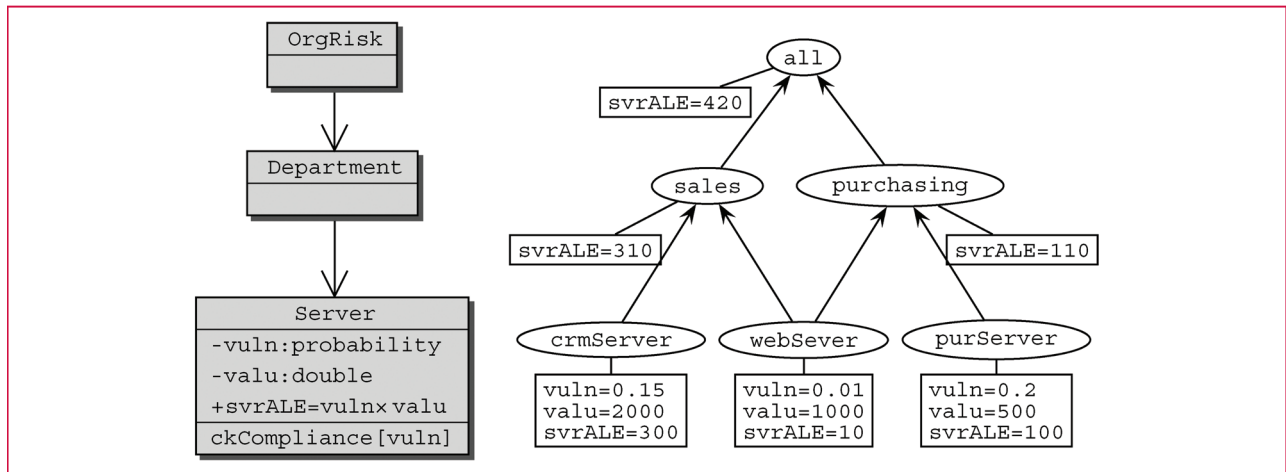 OrgRisk
Department
Server
-vuln:probability
-valu:double
+svrALE=vuln×valu
ckCompliance[vuln]
all
svrALE=420
sales
purchasing
svrALE=310
svrALE=110
crmServer
webSever
purServer
vuln=0.15
valu=2000
svrALE=300
vuln=0.01
valu=1000
svrALE=10
vuln=0.2
valu=500
svrALE=100